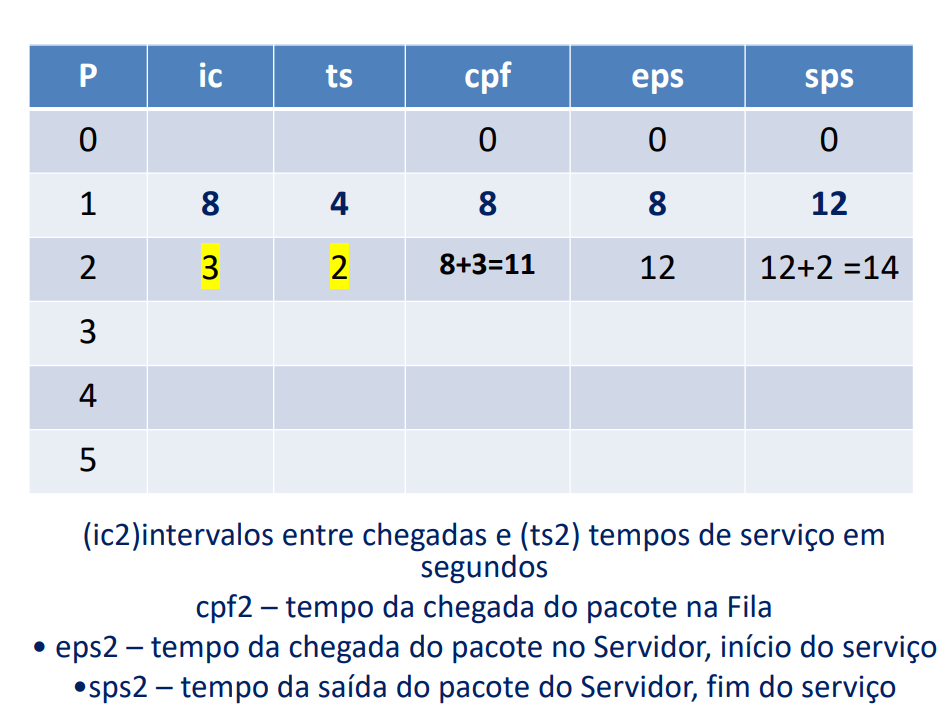 P ic ts cpf eps sps
0 0 0 0
1 8 4 8 8 12
2 3 2 8+3=11 12 12+2 =14
3
4
5
(ic2)intervalos entre chegadas e (ts2) tempos de serviço em
segundos
cpf2 – tempo da chegada do pacote na Fila
• eps2 – tempo da chegada do pacote no Servidor, início do serviço
•sps2 – tempo da saída do pacote do Servidor, fim do serviço